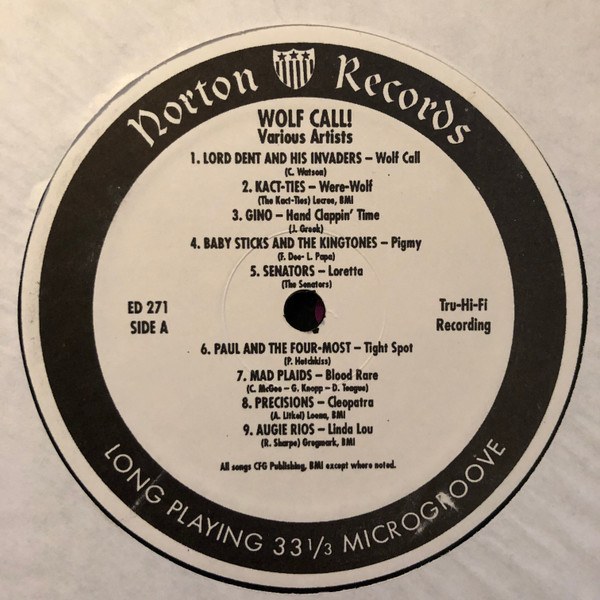 Norton Records
WOLF CALL!
Various Artists
1. LORD DENT AND HIS INVADERS – Wolf Call
(C. Watson)
2. KACT-TIES – Were-Wolf
(The Kact-Ties) Lucree, BMI
3. GINO – Hand Clappin' Time
(J. Greek)
4. BABY STICKS AND THE KINGTONES – Pigmy
(F. Dee- L. Papa)
5. SENATORS – Loretta
(The Senators)
ED 271
SIDE A
Tru-Hi-Fi
Recording
6. PAUL AND THE FOUR-MOST – Tight Spot
(P. Hotchkiss)
7. MAD PLAIDS – Blood Rare
(C. McGee – G. Knopp – D. Teague)
8. PRECISIONS – Cleopatra
(A. Litkei) Loena, BMI
9. AUGIE RIOS – Linda Lou
(R. Sharpe) Gregmark, BMI
All songs CFG Publishing, BMI except where noted.
LONG PLAYING 33 1/3 MICROGROOVE